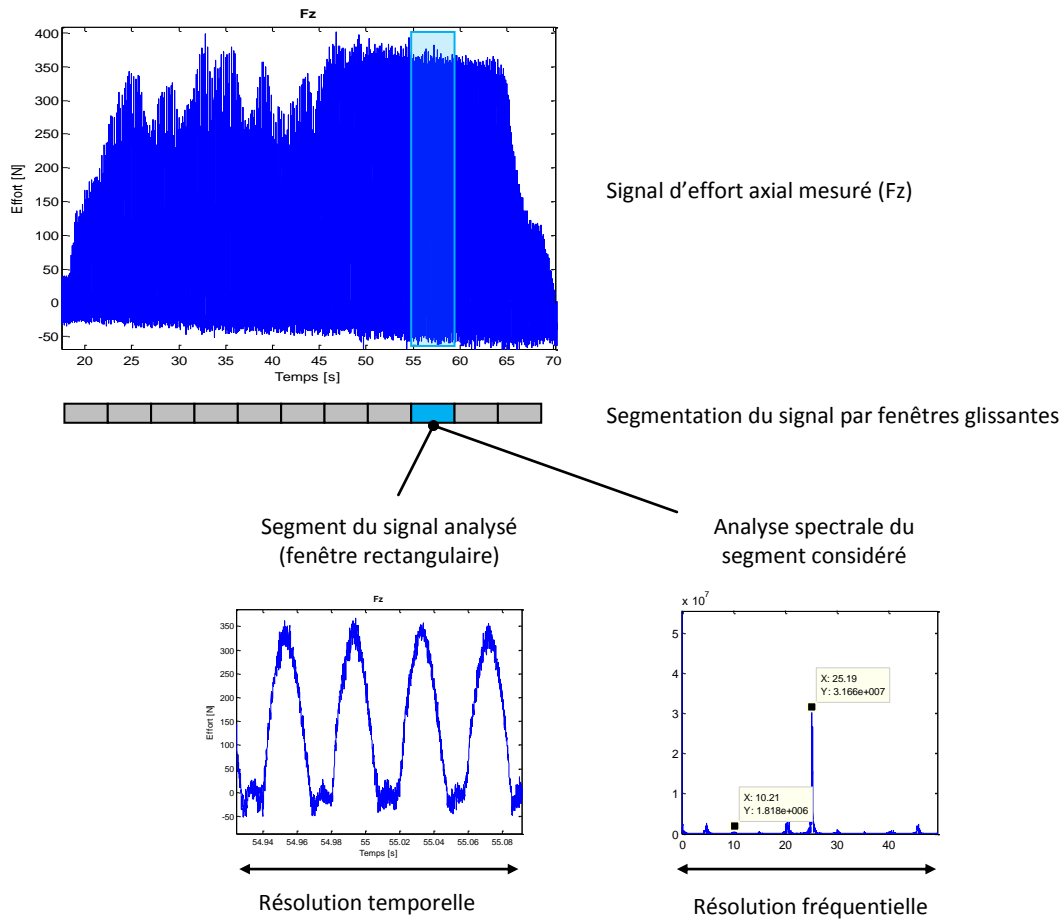 Fz
400
350
300
250
200
150
100
50
0
-50
Effort [N]
20 25 30 35 40 45 50 55 60 65 70
Temps [s]
Signal d'effort axial mesuré (Fz)
Segmentation du signal par fenêtres glissantes
Segment du signal analysé
(fenêtre rectangulaire)
Analyse spectrale du
segment considéré
Fz
350
300
250
200
150
100
50
0
-50
Effort [N]
54.94 54.96 54.98 55 55.02 55.04 55.06 55.08
Temps [s]
x 10^7
5
4
3
2
1
0
X: 25.19
Y: 3.166e+007
X: 10.21
Y: 1.818e+006
0 10 20 30 40
Résolution temporelle
Résolution fréquentielle